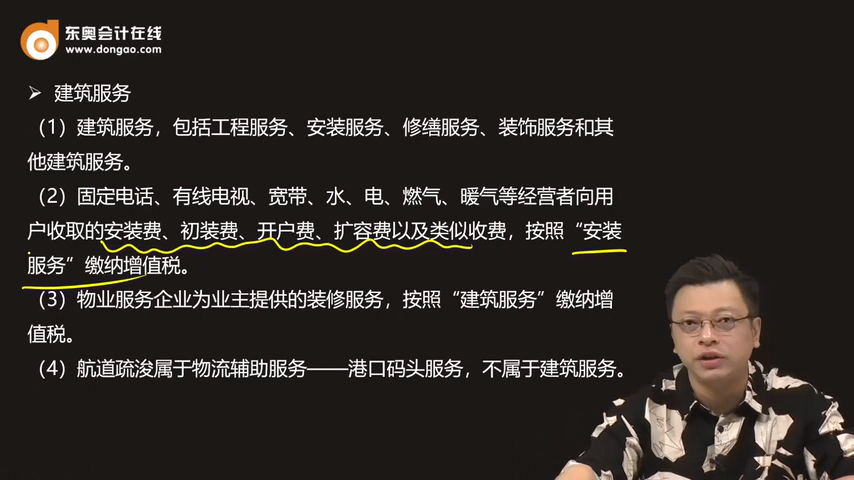 东奥会计在线
www.dongao.com
➢ 建筑服务
（1）建筑服务，包括工程服务、安装服务、修缮服务、装饰服务和其
他建筑服务。
（2）固定电话、有线电视、宽带、水、电、燃气、暖气等经营者向用
户收取的安装费、初装费、开户费、扩容费以及类似收费，按照“安装
服务”缴纳增值税。
（3）物业服务企业为业主提供的装修服务，按照“建筑服务”缴纳增
值税。
（4）航道疏浚属于物流辅助服务——港口码头服务，不属于建筑服务。